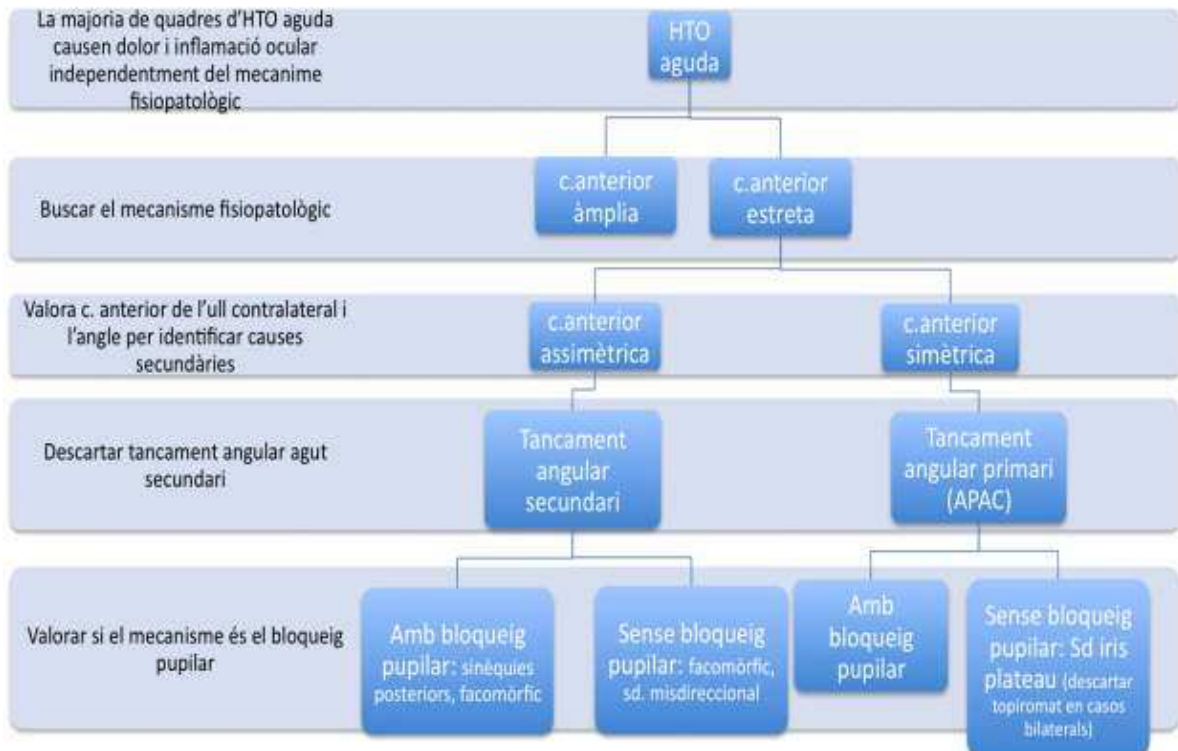 La majoria de quadres d'HTO aguda
causen dolor i inflamació ocular
independentment del mecanime
fisiopatològic
HTO
aguda
Buscar el mecanisme fisiopatològic
c.anterior
àmplia
c.anterior
estreta
Valora c. anterior de l'ull contralateral i
l'angle per identificar causes
secundàries
c.anterior
assimètrica
c.anterior
simètrica
Descartar tancament angular agut
secundari
Tancament
angular
secundari
Tancament
angular primari
(APAC)
Valorar si el mecanisme és el bloqueig
pupilar
Amb bloqueig
pupilar: sinèquies
posteriors, facomòrfic
Sense bloqueig
pupilar: facomòrfic,
sd. misdireccional
Amb
bloqueig
pupilar
Sense bloqueig
pupilar: Sd iris
plateau (descartar
topiromat en casos
bilaterals)